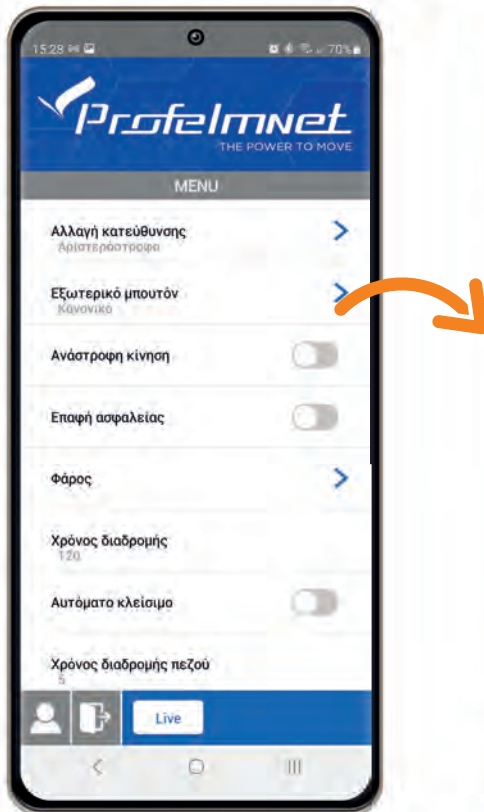 15:28
70%
Profelmnet
THE POWER TO MOVE
MENU
Αλλαγή κατεύθυνσης
Αριστερόστροφα
Εξωτερικό μπουτόν
Κανονικό
Ανάστροφη κίνηση
Επαφή ασφαλείας
Φάρος
Χρόνος διαδρομής
120
Αυτόματο κλείσιμο
Χρόνος διαδρομής πεζού
5
Live